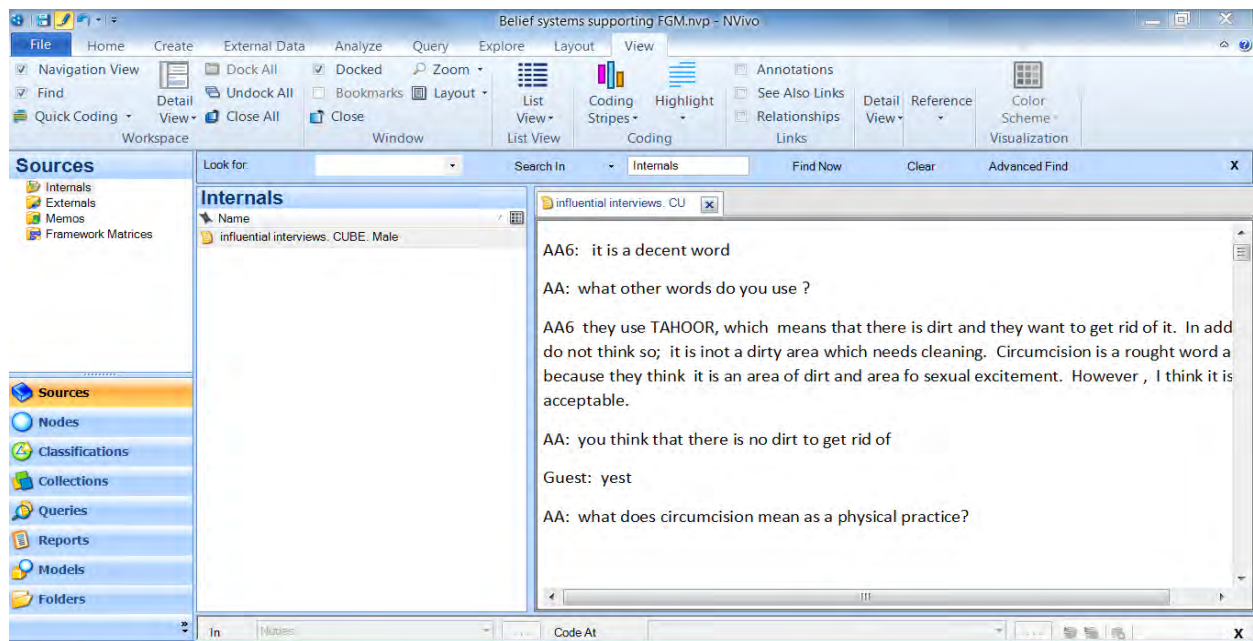 Belief systems supporting FGM.nvp - NVivo
File Home Create External Data Analyze Query Explore Layout View
Navigation View Dock All Docked Zoom Annotations
Find Undock All Bookmarks Layout See Also Links
Quick Coding Detail View Close All Close List View Coding Stripes Highlight Relationships Detail View Reference Color Scheme
Workspace Window List View Coding Links Visualization
Sources
Look for: Search In Internals Find Now Clear Advanced Find X
Internals
Externals
Memos
Framework Matrices
Sources
Nodes
Classifications
Collections
Queries
Reports
Models
Folders
Internals
Name
influential interviews. CUBE. Male
influential interviews. CU
AA6: it is a decent word
AA: what other words do you use ?
AA6 they use TAHOOR, which means that there is dirt and they want to get rid of it. In add
do not think so; it is inot a dirty area which needs cleaning. Circumcision is a rought word a
because they think it is an area of dirt and area fo sexual excitement. However , I think it is
acceptable.
AA: you think that there is no dirt to get rid of
Guest: yest
AA: what does circumcision mean as a physical practice?
In Nodes Code At X